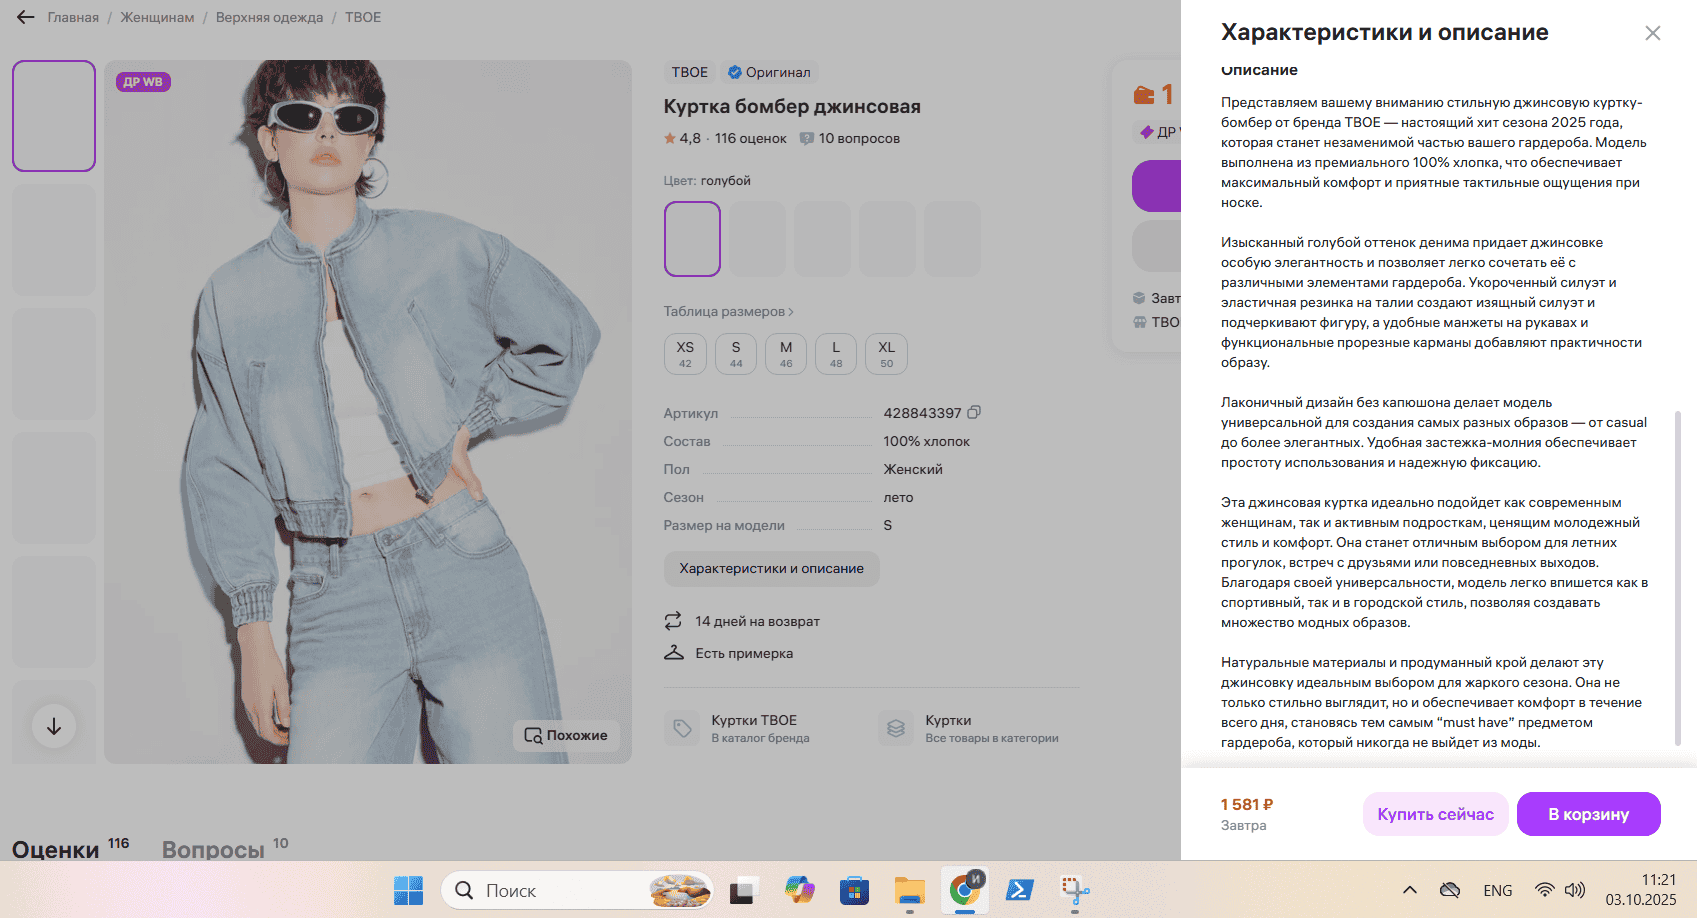 Главная / Женщинам / Верхняя одежда / ТВОЕ
ДР WB
Похожие
ТВОЕ
Оригинал
Куртка бомбер джинсовая
4,8 · 116 оценок
10 вопросов
Цвет: голубой
Таблица размеров
XS
42
S
44
M
46
L
48
XL
50
Артикул 428843397
Состав 100% хлопок
Пол Женский
Сезон лето
Размер на модели S
Характеристики и описание
14 дней на возврат
Есть примерка
Куртки ТВОЕ
В каталог бренда
Куртки
Все товары в категории
1
ДР
Завт
ТВО
Оценки 116
Вопросы 10
Характеристики и описание
Описание
Представляем вашему вниманию стильную джинсовую куртку-
бомбер от бренда ТВОЕ — настоящий хит сезона 2025 года,
которая станет незаменимой частью вашего гардероба. Модель
выполнена из премиального 100% хлопка, что обеспечивает
максимальный комфорт и приятные тактильные ощущения при
носке.
Изысканный голубой оттенок денима придает джинсовке
особую элегантность и позволяет легко сочетать её с
различными элементами гардероба. Укороченный силуэт и
эластичная резинка на талии создают изящный силуэт и
подчеркивают фигуру, а удобные манжеты на рукавах и
функциональные прорезные карманы добавляют практичности
образу.
Лаконичный дизайн без капюшона делает модель
универсальной для создания самых разных образов — от casual
до более элегантных. Удобная застежка-молния обеспечивает
простоту использования и надежную фиксацию.
Эта джинсовая куртка идеально подойдет как современным
женщинам, так и активным подросткам, ценящим молодежный
стиль и комфорт. Она станет отличным выбором для летних
прогулок, встреч с друзьями или повседневных выходов.
Благодаря своей универсальности, модель легко впишется как в
спортивный, так и в городской стиль, позволяя создавать
множество модных образов.
Натуральные материалы и продуманный крой делают эту
джинсовку идеальным выбором для жаркого сезона. Она не
только стильно выглядит, но и обеспечивает комфорт в течение
всего дня, становясь тем самым “must have” предметом
гардероба, который никогда не выйдет из моды.
1 581 ₽
Завтра
Купить сейчас
В корзину
Поиск
И
ENG
11:21
03.10.2025